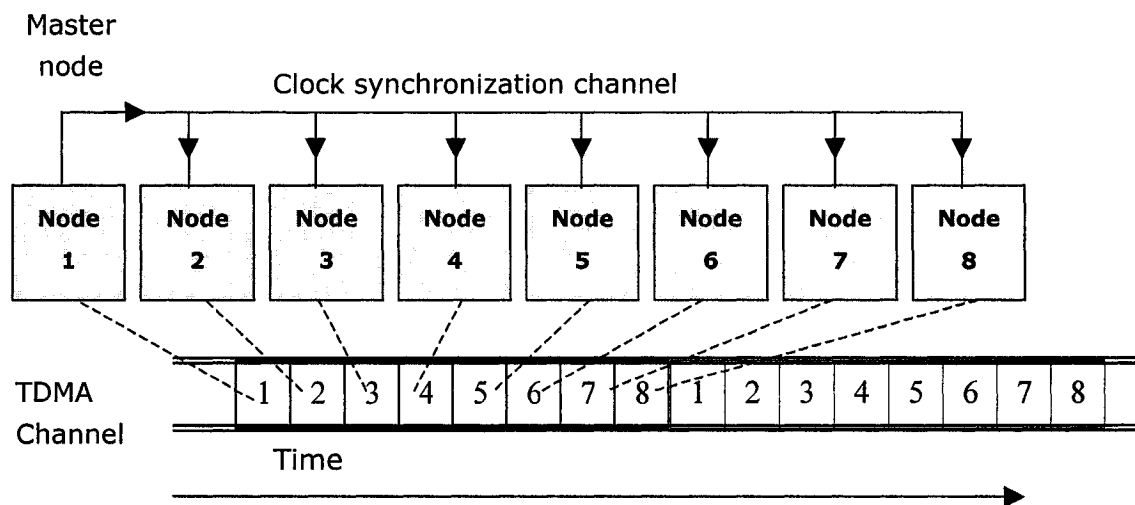 Master
node
Clock synchronization channel
Node Node Node Node Node Node Node Node
1 2 3 4 5 6 7 8
TDMA
Channel
1 2 3 4 5 6 7 8 1 2 3 4 5 6 7 8
Time